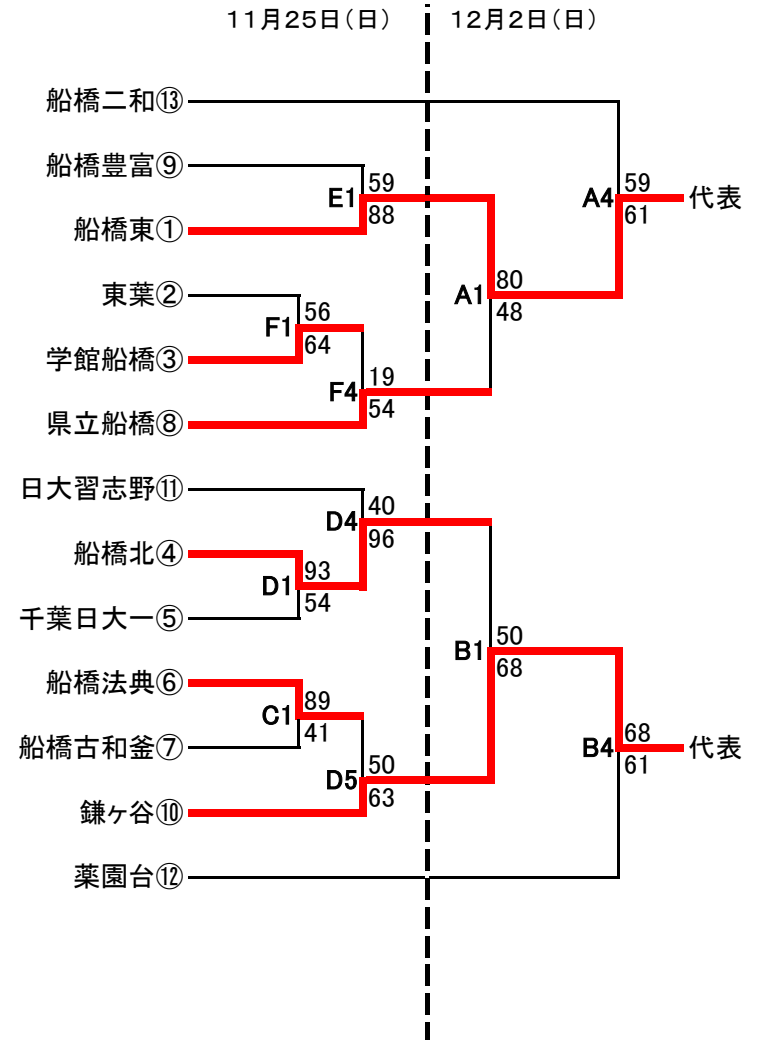 11月25日(日)
12月2日(日)
船橋二和⑬
船橋豊富⑨
59
59
E1
A4
代表
88
61
船橋東①
80
東葉②
A1
56
48
F1
64
学館船橋③
19
F4
54
県立船橋⑧
日大習志野⑪
40
D4
96
船橋北④
93
D1
54
千葉日大一⑤
50
B1
68
船橋法典⑥
89
C1
41
68
船橋古和釜⑦
B4
代表
50
61
D5
63
鎌ヶ谷⑩
薬園台⑫